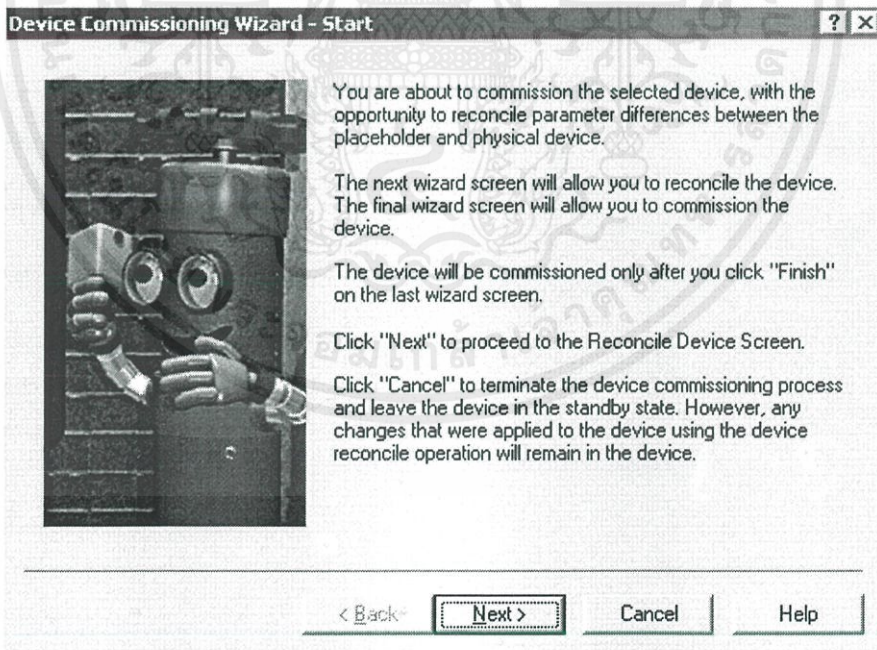 Device Commissioning Wizard - Start
You are about to commission the selected device, with the
opportunity to reconcile parameter differences between the
placeholder and physical device.
The next wizard screen will allow you to reconcile the device.
The final wizard screen will allow you to commission the
device.
The device will be commissioned only after you click "Finish"
on the last wizard screen.
Click "Next" to proceed to the Reconcile Device Screen.
Click "Cancel" to terminate the device commissioning process
and leave the device in the standby state. However, any
changes that were applied to the device using the device
reconcile operation will remain in the device.
< Back
Next >
Cancel
Help